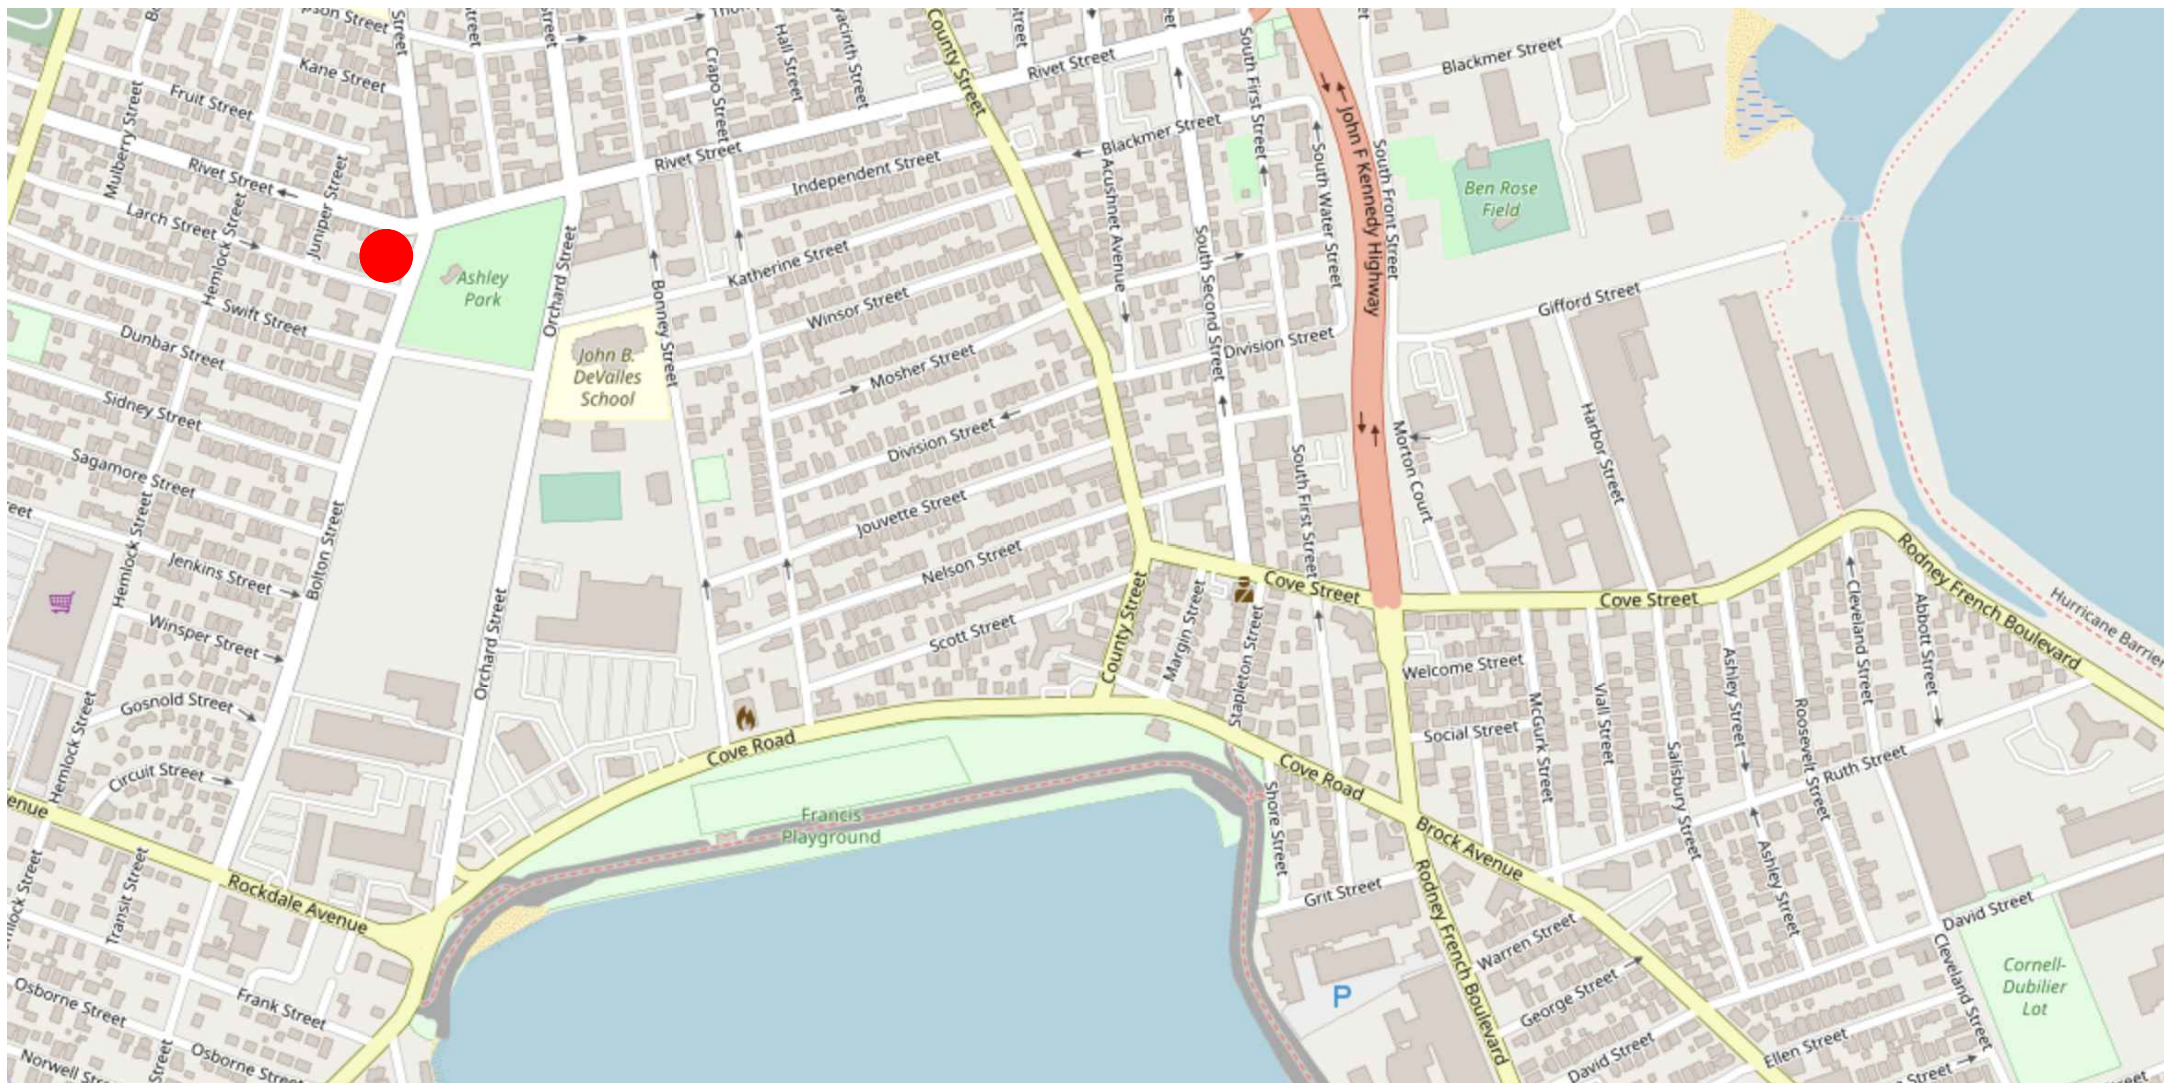 Street
Street
Street
Crapo Street
Hall Street
County Street
Street
Rivet Street
South First Street
Blackmer Street
Kane Street
Fruit Street
Mulberry Street
Rivet Street
Juniper Street
Larch Street
Hemlock Street
Rivet Street
Independent Street
Blackmer Street
Acushnet Avenue
South Water Street
John F Kennedy Highway
South Front Street
Ben Rose
Field
Ashley
Park
Orchard Street
Katherine Street
Bonney Street
Winsor Street
South Second Street
Gifford Street
Swift Street
Dunbar Street
John B.
DeValles
School
Mosher Street
Division Street
Sidney Street
Division Street
Morton Court
Harbor Street
Sagamore Street
Hemlock Street
Bolton Street
Jouvette Street
South First Street
Jenkins Street
Nelson Street
Cove Street
Cove Street
Rodney French Boulevard
Hurricane Barrier
Winsper Street
Orchard Street
Scott Street
County Street
Margin Street
Stapleton Street
Welcome Street
Cleveland Street
Abbott Street
Gosnold Street
Hemlock Street
Circuit Street
Cove Road
Cove Road
Social Street
McGurk Street
Viall Street
Salisbury Street
Ashley Street
Roosevelt Street
Ruth Street
Francis
Playground
Shore Street
Brock Avenue
Grit Street
Rodney French Boulevard
Ashley Street
Transit Street
Rockdale Avenue
Warren Street
David Street
Cleveland Street
Cornell-
Dubilier
Lot
P
George Street
Osborne Street
Frank Street
Osborne Street
David Street
Ellen Street
Street
Street